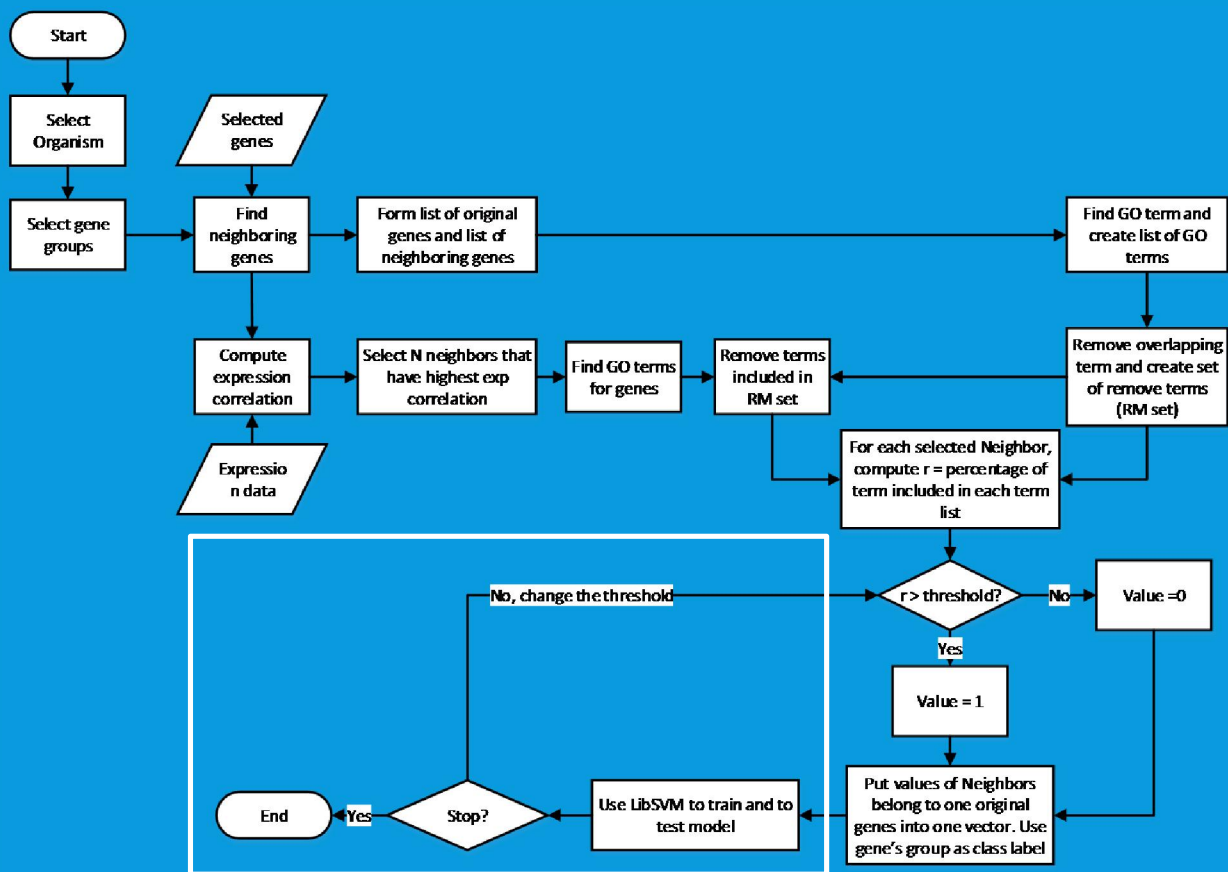 Start
Select
Organism
Select gene
groups
Selected
genes
Find
neighboring
genes
Form list of original
genes and list of
neighboring genes
Find GO term and
create list of GO
terms
Compute
expression
correlation
Select N neighbors that
have highest exp
correlation
Find GO terms
for genes
Remove terms
included in
RM set
Remove overlapping
term and create set
of remove terms
(RM set)
Expressio
n data
For each selected Neighbor,
compute r = percentage of
term included in each term
list
No, change the threshold
r > threshold?
No
Value =0
Yes
Value = 1
Put values of Neighbors
belong to one original
genes into one vector. Use
gene's group as class label
Use LibSVM to train and to
test model
Stop?
Yes
End